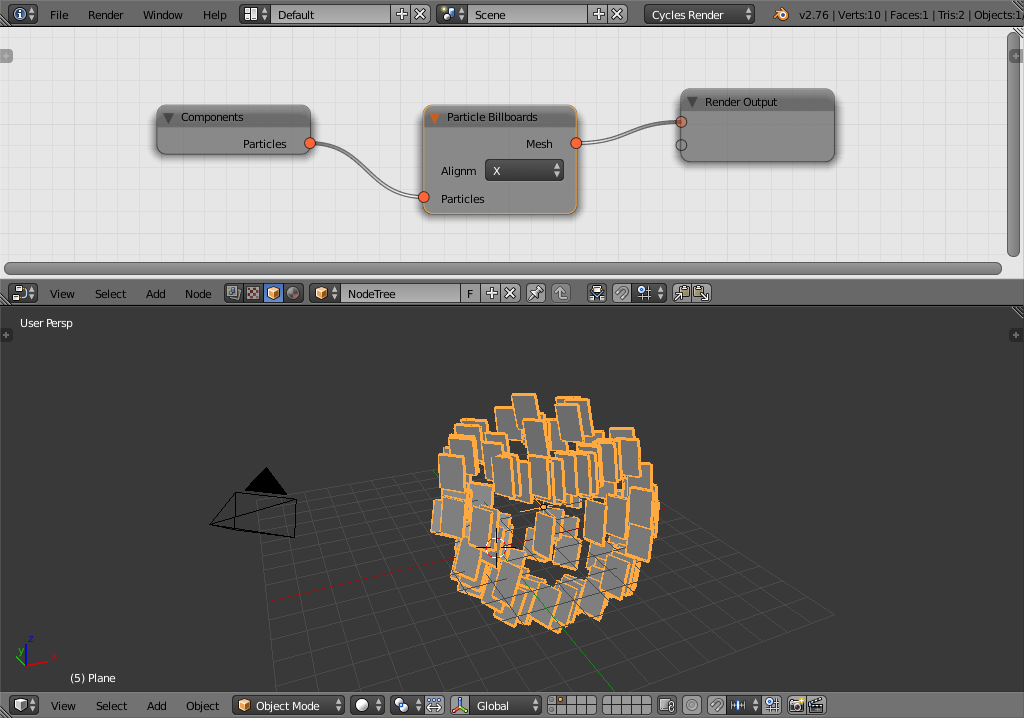 File Render Window Help Default Scene Cycles Render v2.76 | Verts:10 | Faces:1 | Tris:2 | Objects:1
Components
Particles
Particle Billboards
Mesh
Alignm X
Particles
Render Output
View Select Add Node NodeTree F
User Persp
z
y
x
(5) Plane
View Select Add Object Object Mode Global